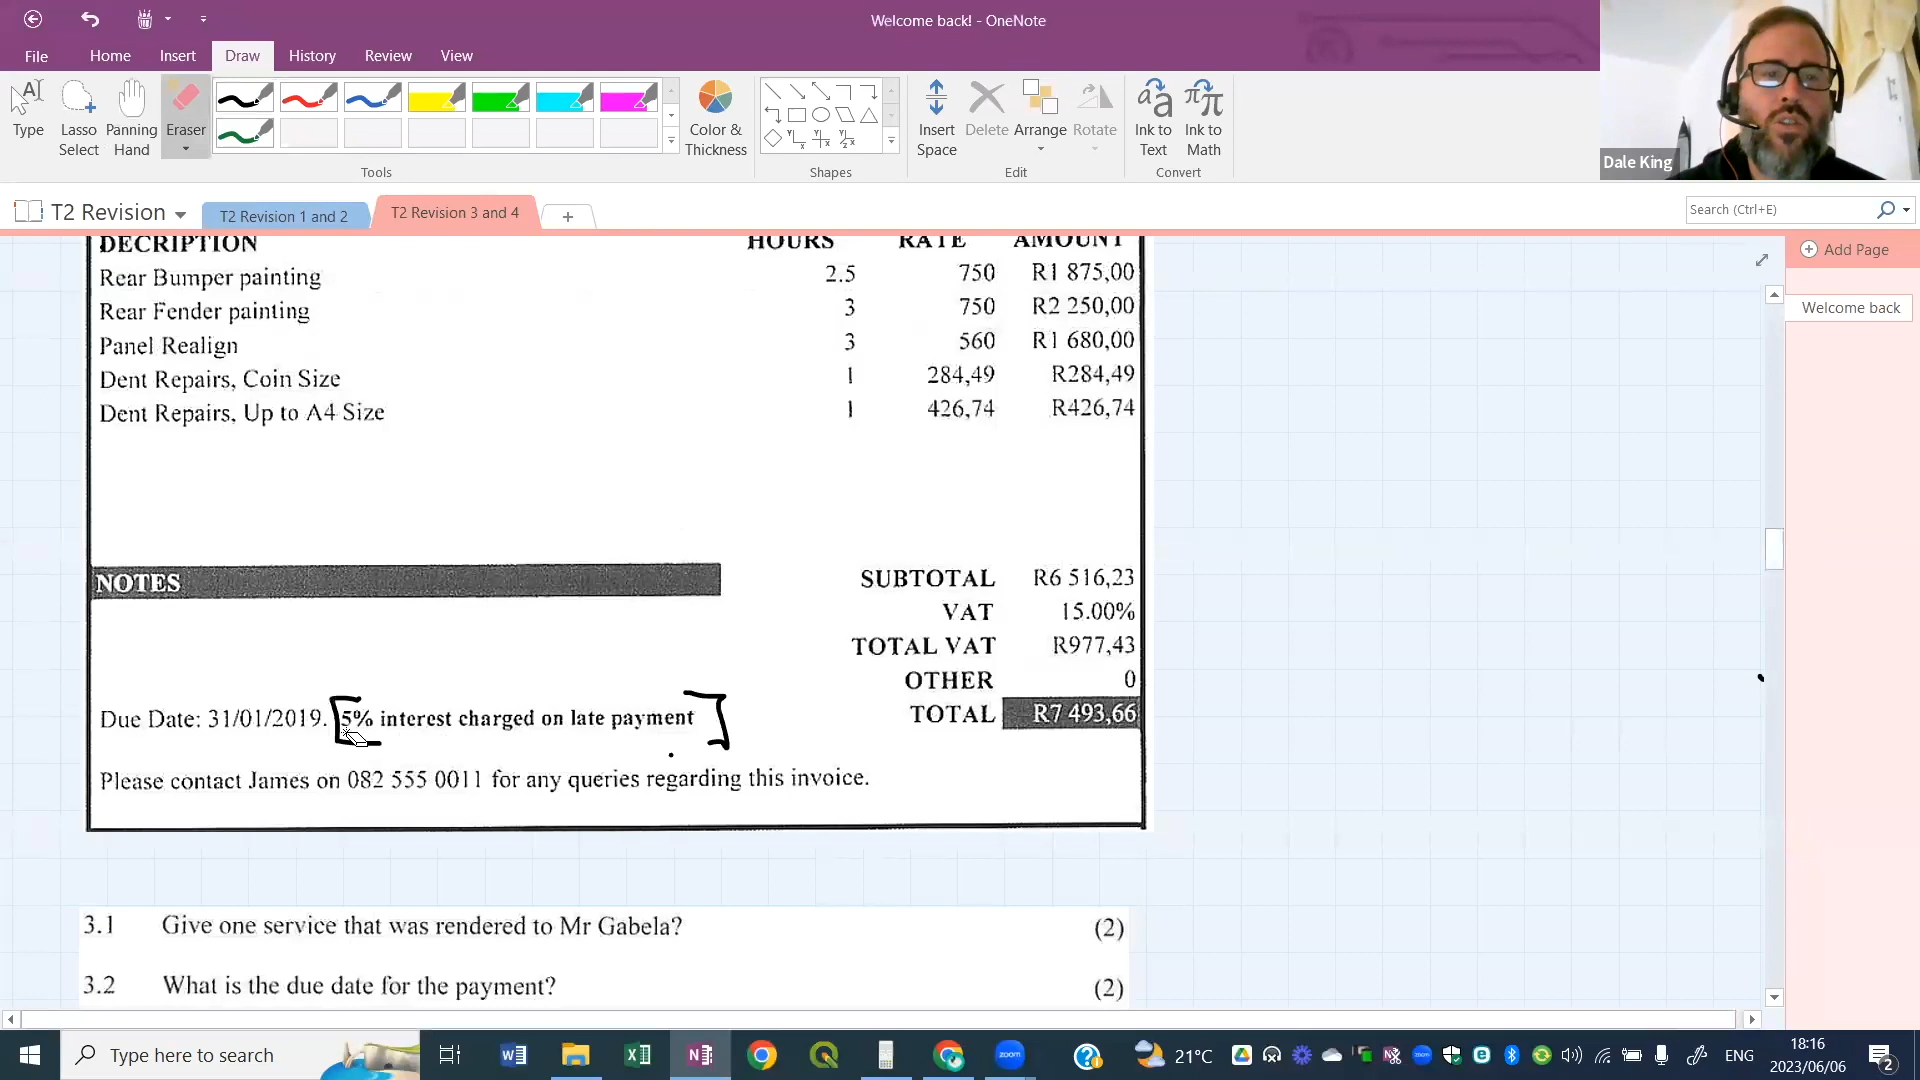 Welcome back! - OneNote
File Home Insert Draw History Review View
Type
Lasso Select
Panning Hand
Eraser
Color & Thickness
Insert Space
Delete
Arrange
Rotate
Ink to Text
Ink to Math
Tools
Shapes
Edit
Convert
Dale King
T2 Revision
T2 Revision 1 and 2
T2 Revision 3 and 4
Search (Ctrl+E)
Add Page
Welcome back
DECRIPTION HOURS RATE AMOUNT
Rear Bumper painting 2.5 750 R1 875,00
Rear Fender painting 3 750 R2 250,00
Panel Realign 3 560 R1 680,00
Dent Repairs, Coin Size 1 284,49 R284,49
Dent Repairs, Up to A4 Size 1 426,74 R426,74
NOTES
SUBTOTAL R6 516,23
VAT 15.00%
TOTAL VAT R977,43
OTHER 0
TOTAL R7 493,66
Due Date: 31/01/2019. 5% interest charged on late payment
Please contact James on 082 555 0011 for any queries regarding this invoice.
3.1 Give one service that was rendered to Mr Gabela? (2)
3.2 What is the due date for the payment? (2)
Type here to search
zoom
21°C
ENG
18:16
2023/06/06
2